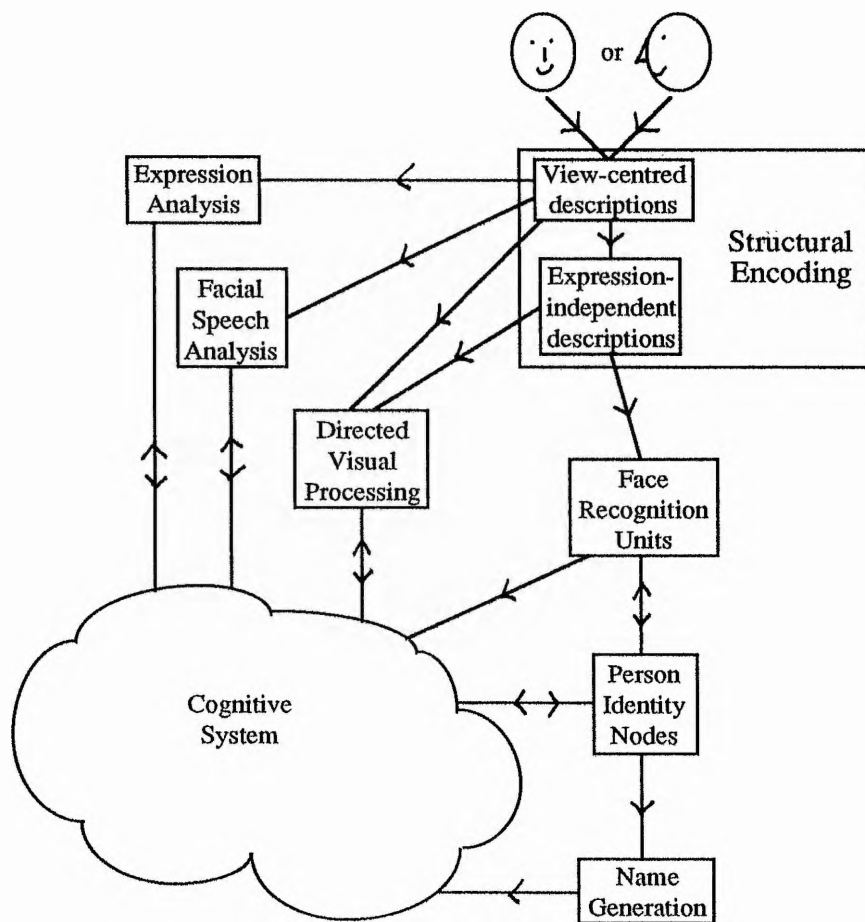 or
View-centred
descriptions
Expression
Analysis
Structural
Encoding
Expression-
independent
descriptions
Facial
Speech
Analysis
Directed
Visual
Processing
Face
Recognition
Units
Cognitive
System
Person
Identity
Nodes
Name
Generation